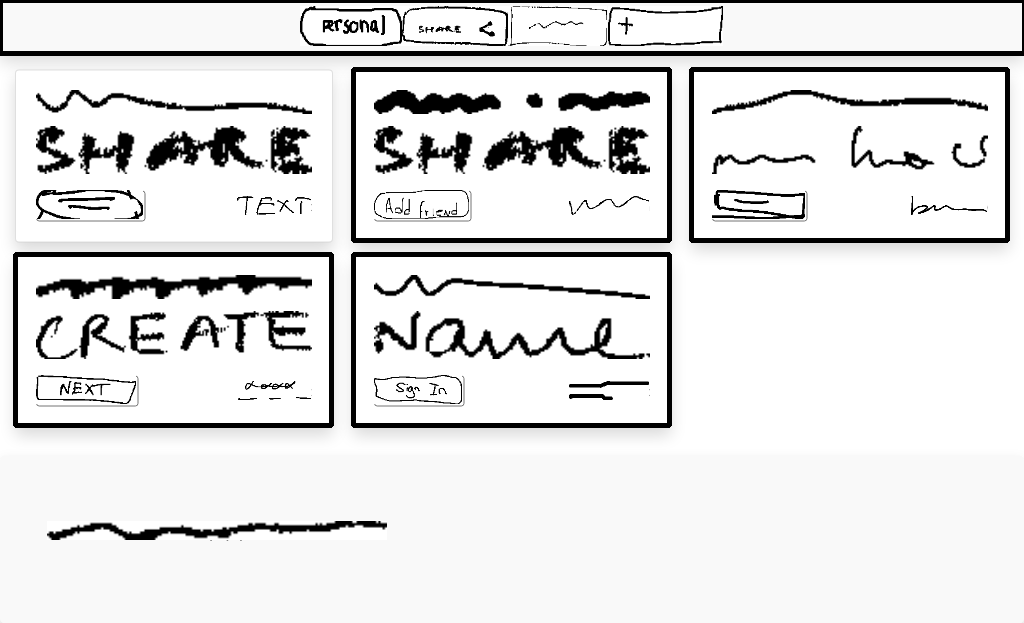 Personal SHARE +
SHARE
TEXT
SHARE
Add friend
CREATE
NEXT
Name
Sign In